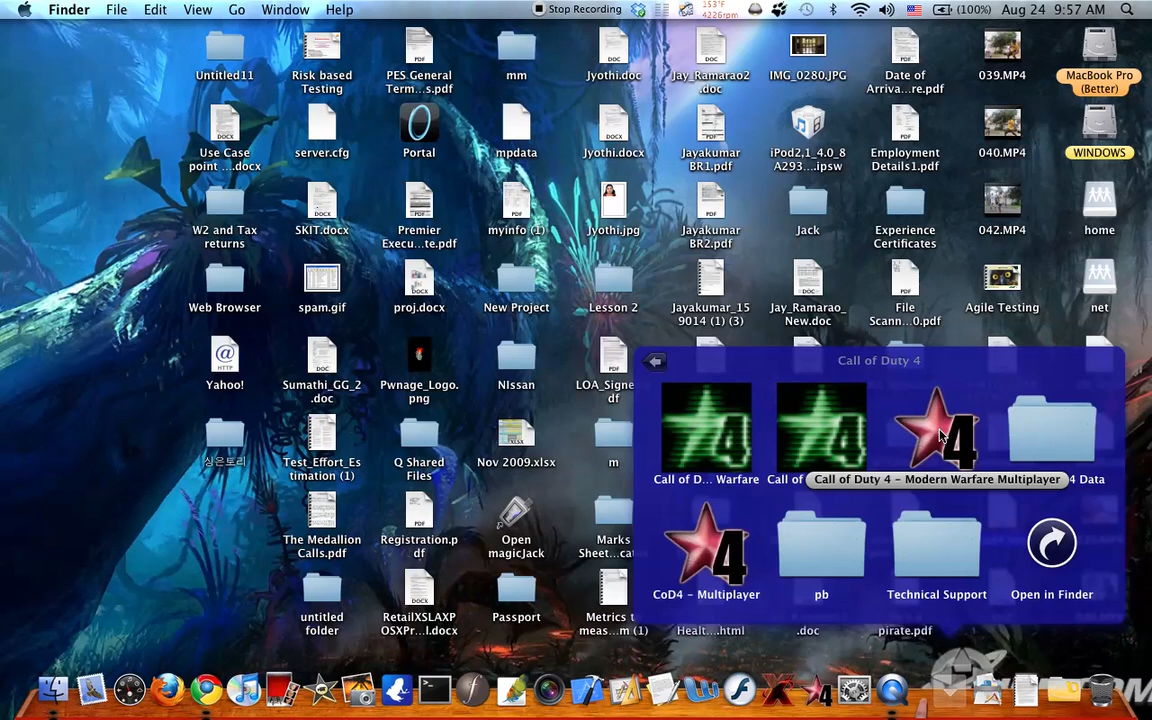 Finder File Edit View Go Window Help Stop Recording 153°F (100%) Aug 24 9:57 AM
4226rpm
Untitled11
Risk based
Testing
PES General
Term...s.pdf
mm
Jyothi.doc
Jay_Ramarao2
.doc
IMG_0280.JPG
Date of
Arriva...re.pdf
039.MP4
MacBook Pro
(Better)
Use Case
point ....docx
server.cfg
Portal
mpdata
Jyothi.docx
Jayakumar
BR1.pdf
iPod2,1_4.0_8
A293....ipsw
Employment
Details1.pdf
040.MP4
WINDOWS
W2 and Tax
returns
SKIT.docx
Premier
Execu...te.pdf
myinfo (1)
Jyothi.jpg
Jayakumar
BR2.pdf
Jack
Experience
Certificates
042.MP4
home
Web Browser
spam.gif
proj.docx
New Project
Lesson 2
Jayakumar_15
9014 (1) (3)
Jay_Ramarao_
New.doc
File
Scann...0.pdf
Agile Testing
net
Yahoo!
Sumathi_GG_2
.doc
Pwnage_Logo.
png
NIssan
LOA_Signe
df
싶은토리
Test_Effort_Es
timation (1)
Q Shared
Files
Nov 2009.xlsx
m
The Medallion
Calls.pdf
Registration.p
df
Open
magicJack
Marks
Sheet...cat
untitled
folder
RetailXSLAXP
OSXPr...l.docx
Passport
Metrics t
meas...m (1)
Healt....html
.doc
pirate.pdf
Call of Duty 4
Call of D... Warfare
Call of
Call of Duty 4 - Modern Warfare Multiplayer
4 Data
CoD4 - Multiplayer
pb
Technical Support
Open in Finder